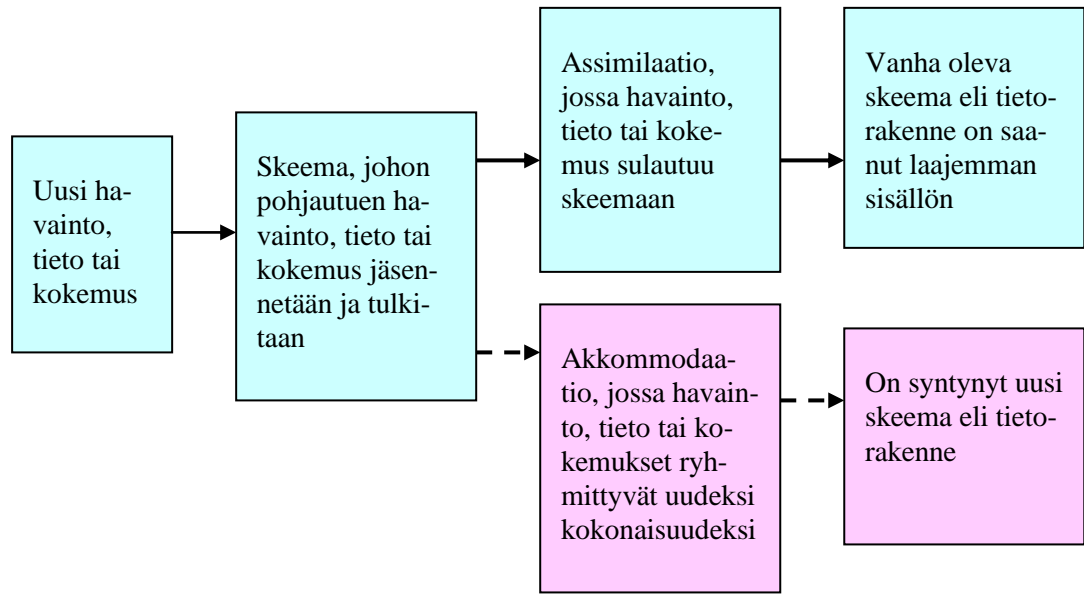 Uusi ha-
vainto,
tieto tai
kokemus
Skeema, johon
pohjautuen ha-
vainto, tieto tai
kokemus jäsen-
netään ja tulki-
taan
Assimilaatio,
jossa havainto,
tieto tai koke-
mus sulautuu
skeemaan
Vanha oleva
skeema eli tieto-
rakenne on saa-
nut laajemman
sisällön
Akkommodaa-
tio, jossa havain-
to, tieto tai ko-
kemukset ryh-
mittyvät uudeksi
kokonaisuudeksi
On syntynyt uusi
skeema eli tieto-
rakenne